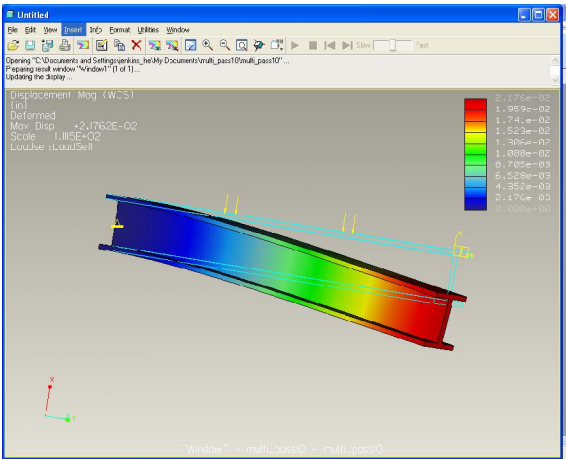 Untitled
File Edit View Insert Info Format Utilities Window
Slow Fast
Opening "C:\Documents and Settings\jenkins_he\My Documents\multi_pass10\multi_pass10" ...
Preparing result window "Window1" (1 of 1)...
Updating the display ...
Displacement Mag (WCS)
(in)
Deformed
Max Disp +2.1762E-02
Scale 1.1115E+02
Loadset:LoadSet1
2.176e-02
1.959e-02
1.741e-02
1.523e-02
1.306e-02
1.088e-02
8.705e-03
6.528e-03
4.352e-03
2.176e-03
0.000e+00
X
"Window1" - multi_pass10 - multi_pass10